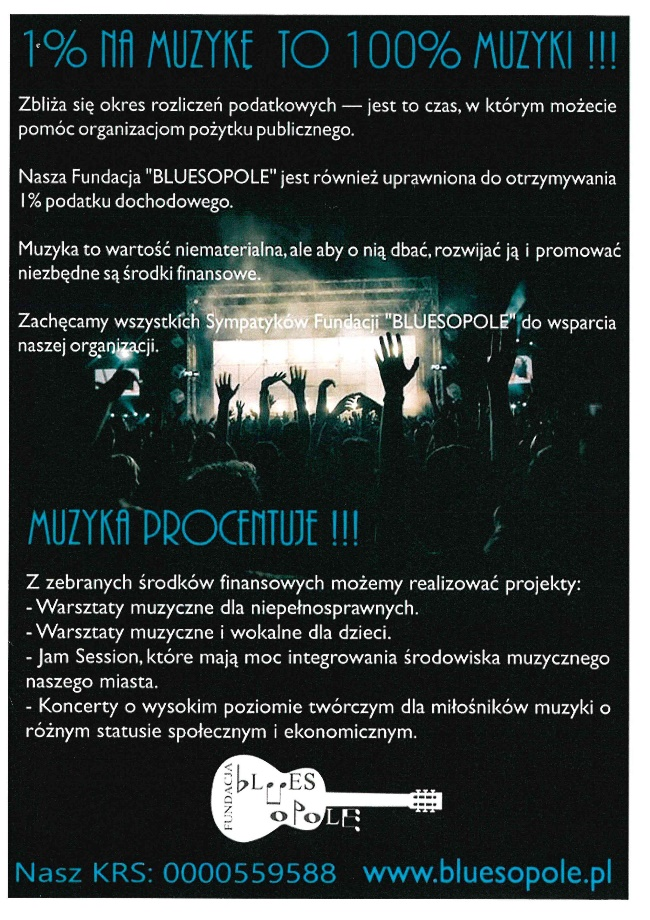 1% NA MUZYKĘ TO 100% MUZYKI !!!
Zbliża się okres rozliczeń podatkowych — jest to czas, w którym możecie
pomóc organizacjom pożytku publicznego.
Nasza Fundacja "BLUESOPOLE" jest również uprawniona do otrzymywania
1% podatku dochodowego.
Muzyka to wartość niematerialna, ale aby o nią dbać, rozwijać ją i promować
niezbędne są środki finansowe.
Zachęcamy wszystkich Sympatyków Fundacji "BLUESOPOLE" do wsparcia
naszej organizacji.
MUZYKA PROCENTUJE !!!
Z zebranych środków finansowych możemy realizować projekty:
- Warsztaty muzyczne dla niepełnosprawnych.
- Warsztaty muzyczne i wokalne dla dzieci.
- Jam Session, które mają moc integrowania środowiska muzycznego
naszego miasta.
- Koncerty o wysokim poziomie twórczym dla miłośników muzyki o
różnym statusie społecznym i ekonomicznym.
FUNDACJA
bLuES
OPOLE
Nasz KRS: 0000559588 www.bluesopole.pl